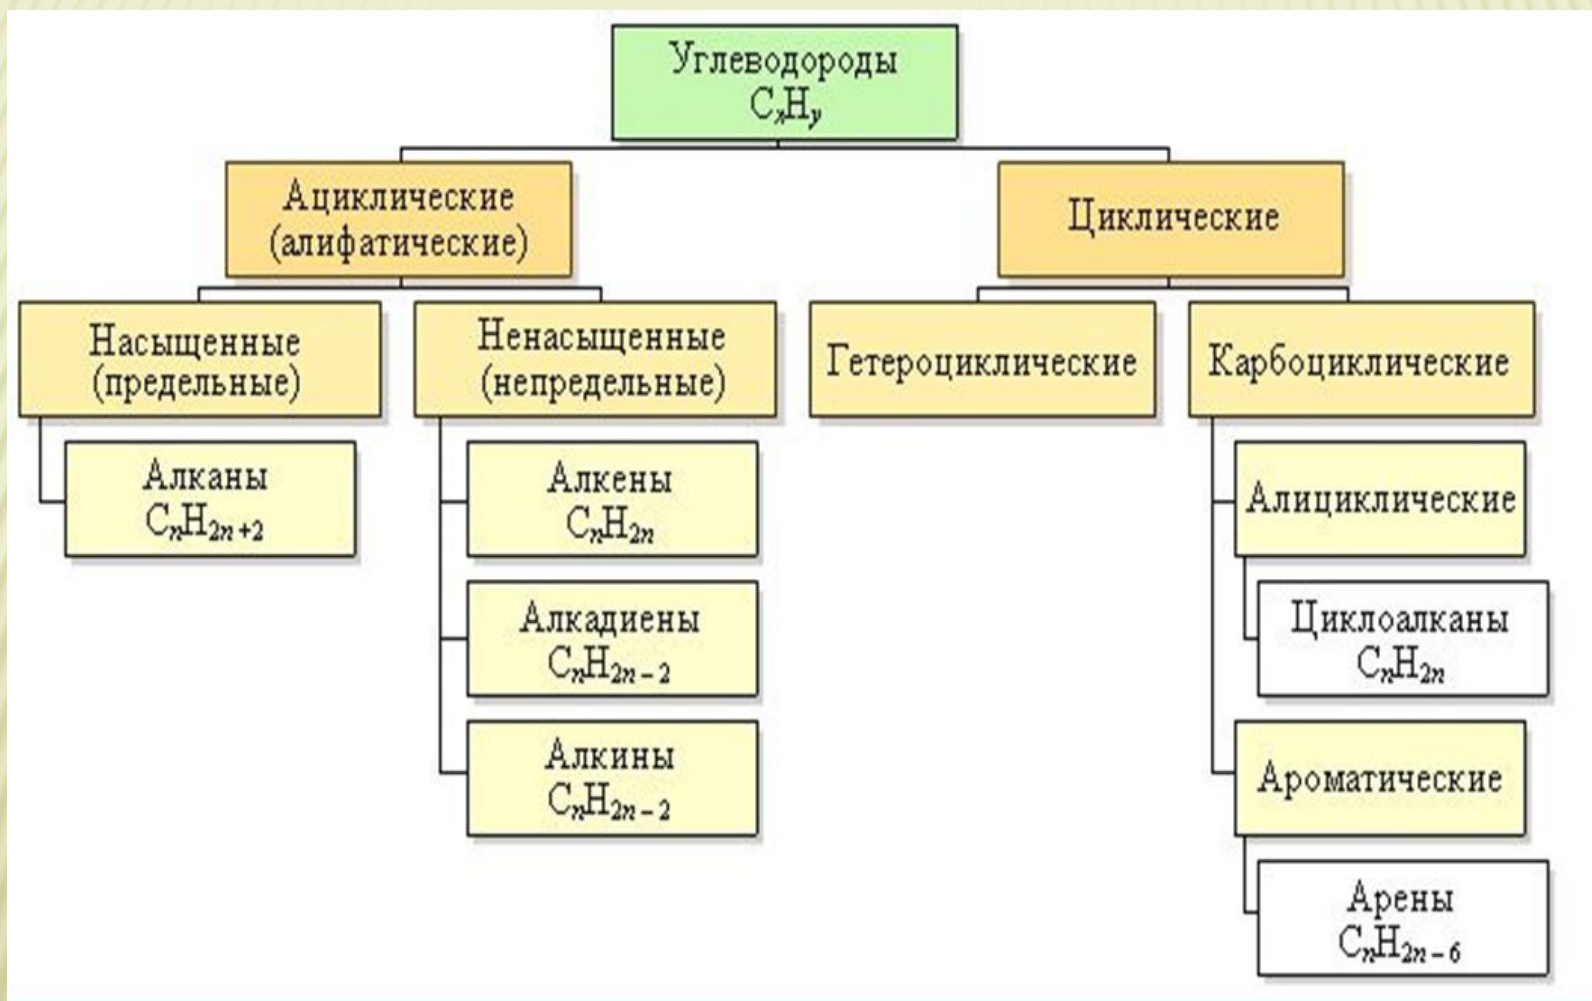 Углеводороды
CₓHᵧ
Ациклические
(алифатические)
Циклические
Насыщенные
(предельные)
Ненасыщенные
(непредельные)
Гетероциклические
Карбоциклические
Алканы
CₙH₂ₙ₊₂
Алкены
CₙH₂ₙ
Алкадиены
CₙH₂ₙ₋₂
Алкины
CₙH₂ₙ₋₂
Алициклические
Циклоалканы
CₙH₂ₙ
Ароматические
Арены
CₙH₂ₙ₋₆